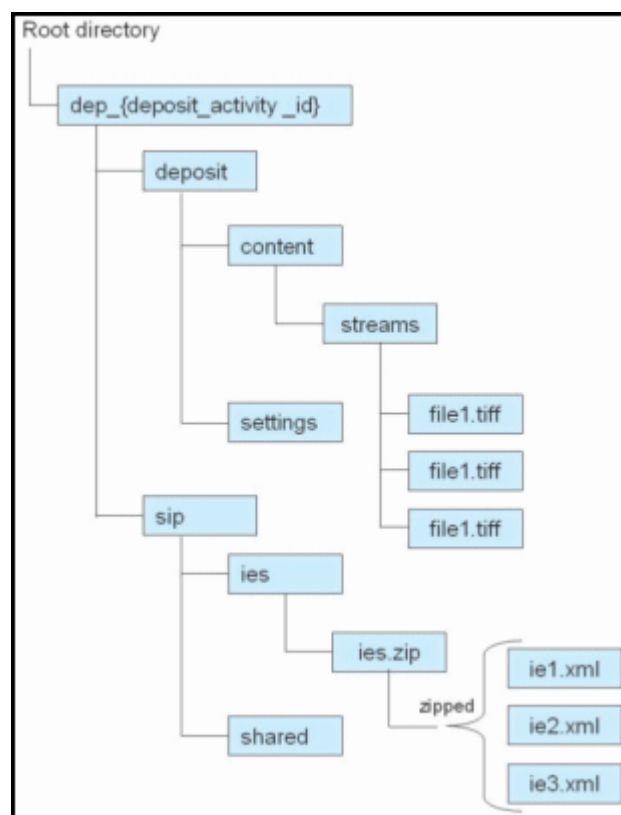 Root directory
dep_{deposit_activity _id}
deposit
content
streams
file1.tiff
file1.tiff
file1.tiff
settings
sip
ies
ies.zip
zipped
ie1.xml
ie2.xml
ie3.xml
shared